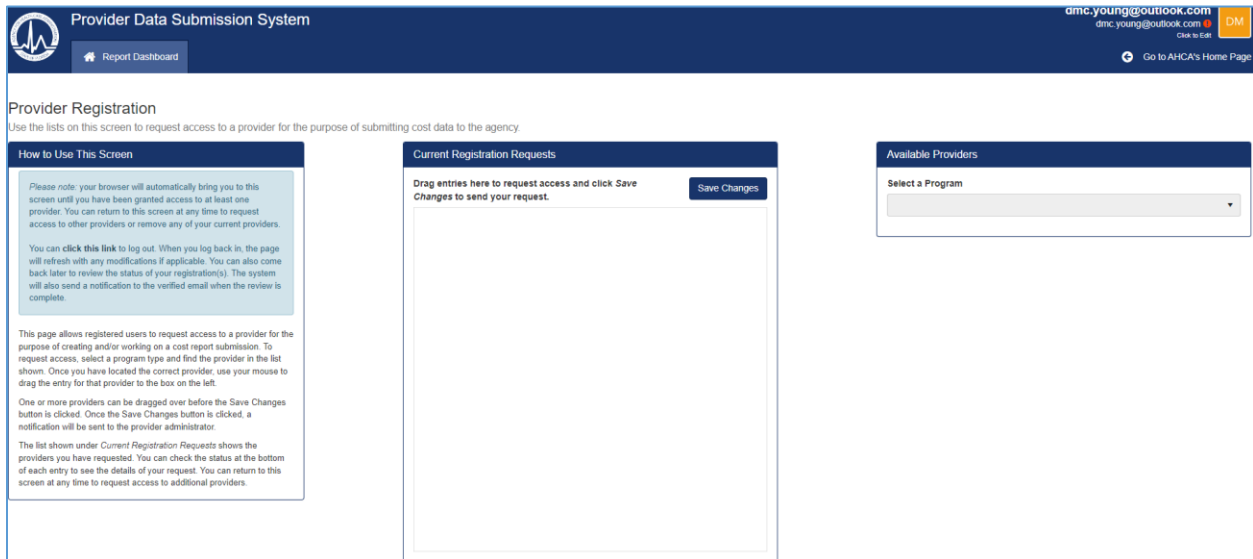 Provider Data Submission System
dmc.young@outlook.com
dmc.young@outlook.com
DM
Click to Edit
Report Dashboard
Go to AHCA's Home Page
Provider Registration
Use the lists on this screen to request access to a provider for the purpose of submitting cost data to the agency.
How to Use This Screen
Please note: your browser will automatically bring you to this
screen until you have been granted access to at least one
provider. You can return to this screen at any time to request
access to other providers or remove any of your current providers.
You can click this link to log out. When you log back in, the page
will refresh with any modifications if applicable. You can also come
back later to review the status of your registration(s). The system
will also send a notification to the verified email when the review is
complete.
This page allows registered users to request access to a provider for the
purpose of creating and/or working on a cost report submission. To
request access, select a program type and find the provider in the list
shown. Once you have located the correct provider, use your mouse to
drag the entry for that provider to the box on the left.
One or more providers can be dragged over before the Save Changes
button is clicked. Once the Save Changes button is clicked, a
notification will be sent to the provider administrator.
The list shown under Current Registration Requests shows the
providers you have requested. You can check the status at the bottom
of each entry to see the details of your request. You can return to this
screen at any time to request access to additional providers.
Current Registration Requests
Drag entries here to request access and click Save
Changes to send your request.
Save Changes
Available Providers
Select a Program